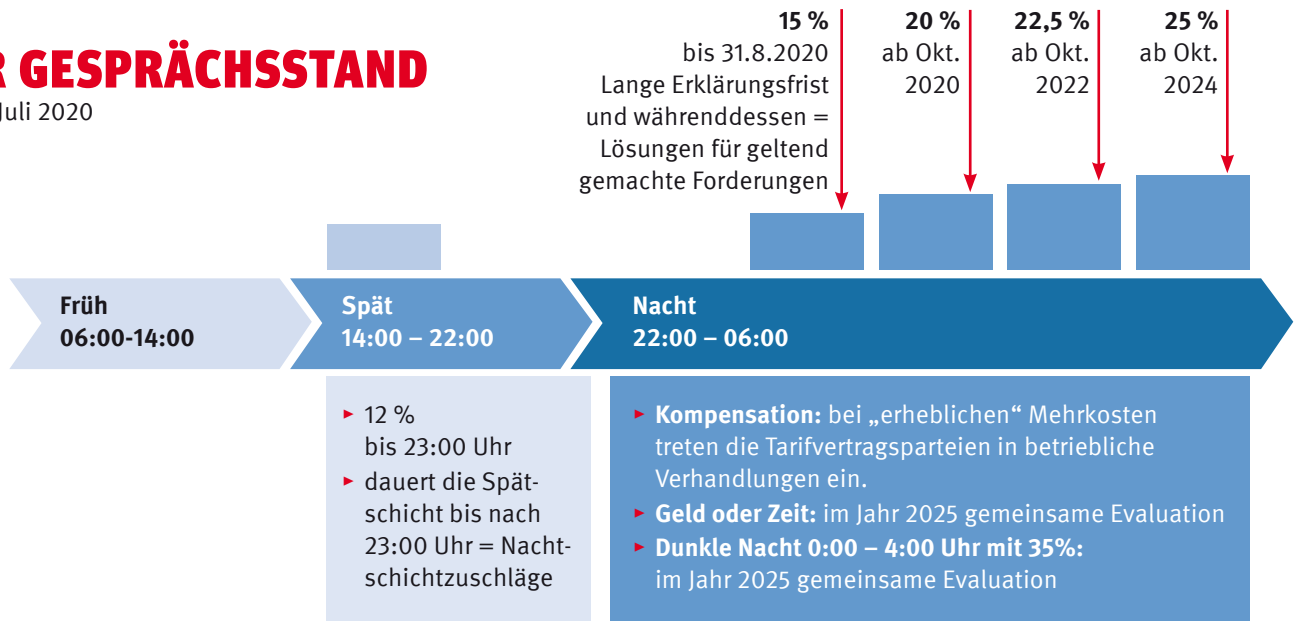 R GESPRÄCHSSTAND
Juli 2020
15 %
bis 31.8.2020
Lange Erklärungsfrist
und währenddessen =
Lösungen für geltend
gemachte Forderungen
20 %
ab Okt.
2020
22,5 %
ab Okt.
2022
25 %
ab Okt.
2024
Früh
06:00-14:00
Spät
14:00 – 22:00
Nacht
22:00 – 06:00
► 12 %
bis 23:00 Uhr
► dauert die Spät-
schicht bis nach
23:00 Uhr = Nacht-
schichtzuschläge
► Kompensation: bei „erheblichen“ Mehrkosten
treten die Tarifvertragsparteien in betriebliche
Verhandlungen ein.
► Geld oder Zeit: im Jahr 2025 gemeinsame Evaluation
► Dunkle Nacht 0:00 – 4:00 Uhr mit 35%:
im Jahr 2025 gemeinsame Evaluation